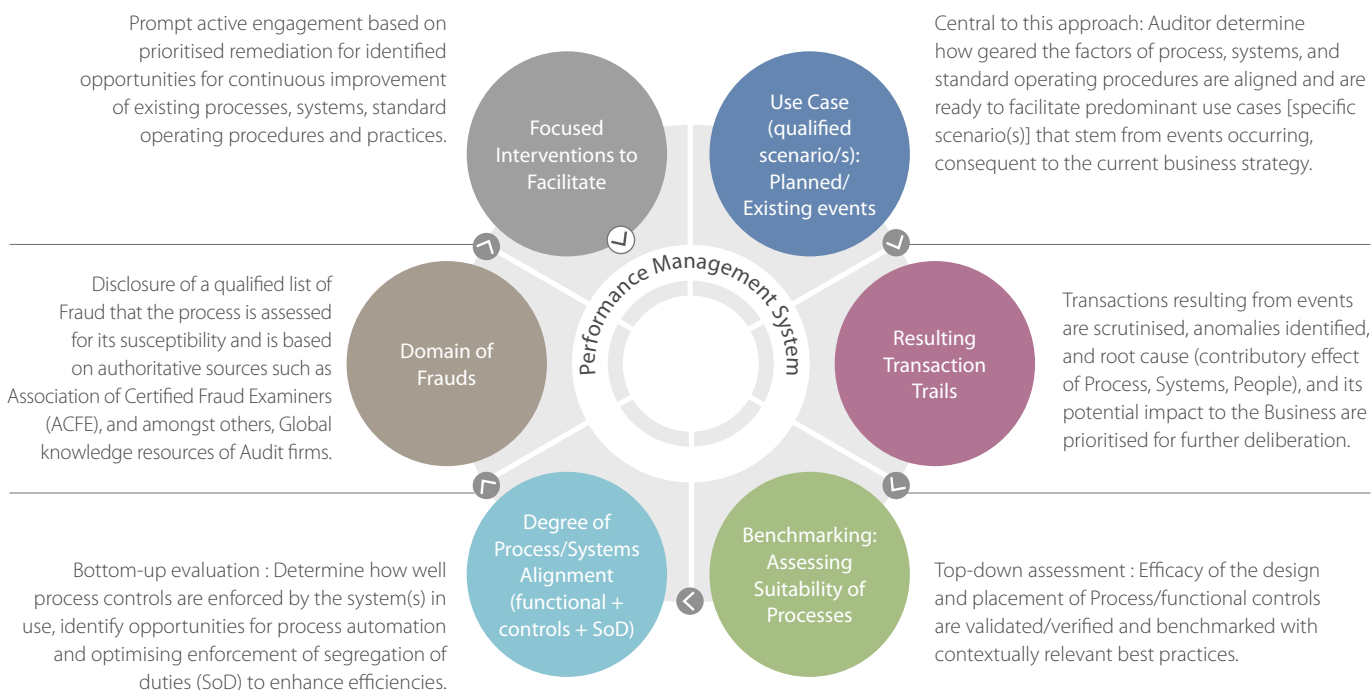 Prompt active engagement based on
prioritised remediation for identified
opportunities for continuous improvement
of existing processes, systems, standard
operating procedures and practices.
Focused
Interventions to
Facilitate
Use Case
(qualified
scenario/s):
Planned/
Existing events
Central to this approach: Auditor determine
how geared the factors of process, systems, and
standard operating procedures are aligned and are
ready to facilitate predominant use cases [specific
scenario(s)] that stem from events occurring,
consequent to the current business strategy.
Performance Management System
Disclosure of a qualified list of
Fraud that the process is assessed
for its susceptibility and is based
on authoritative sources such as
Association of Certified Fraud Examiners
(ACFE), and amongst others, Global
knowledge resources of Audit firms.
Domain of
Frauds
Resulting
Transaction
Trails
Transactions resulting from events
are scrutinised, anomalies identified,
and root cause (contributory effect
of Process, Systems, People), and its
potential impact to the Business are
prioritised for further deliberation.
Bottom-up evaluation : Determine how well
process controls are enforced by the system(s) in
use, identify opportunities for process automation
and optimising enforcement of segregation of
duties (SoD) to enhance efficiencies.
Degree of
Process/Systems
Alignment
(functional +
controls + SoD)
Benchmarking:
Assessing
Suitability of
Processes
Top-down assessment : Efficacy of the design
and placement of Process/functional controls
are validated/verified and benchmarked with
contextually relevant best practices.